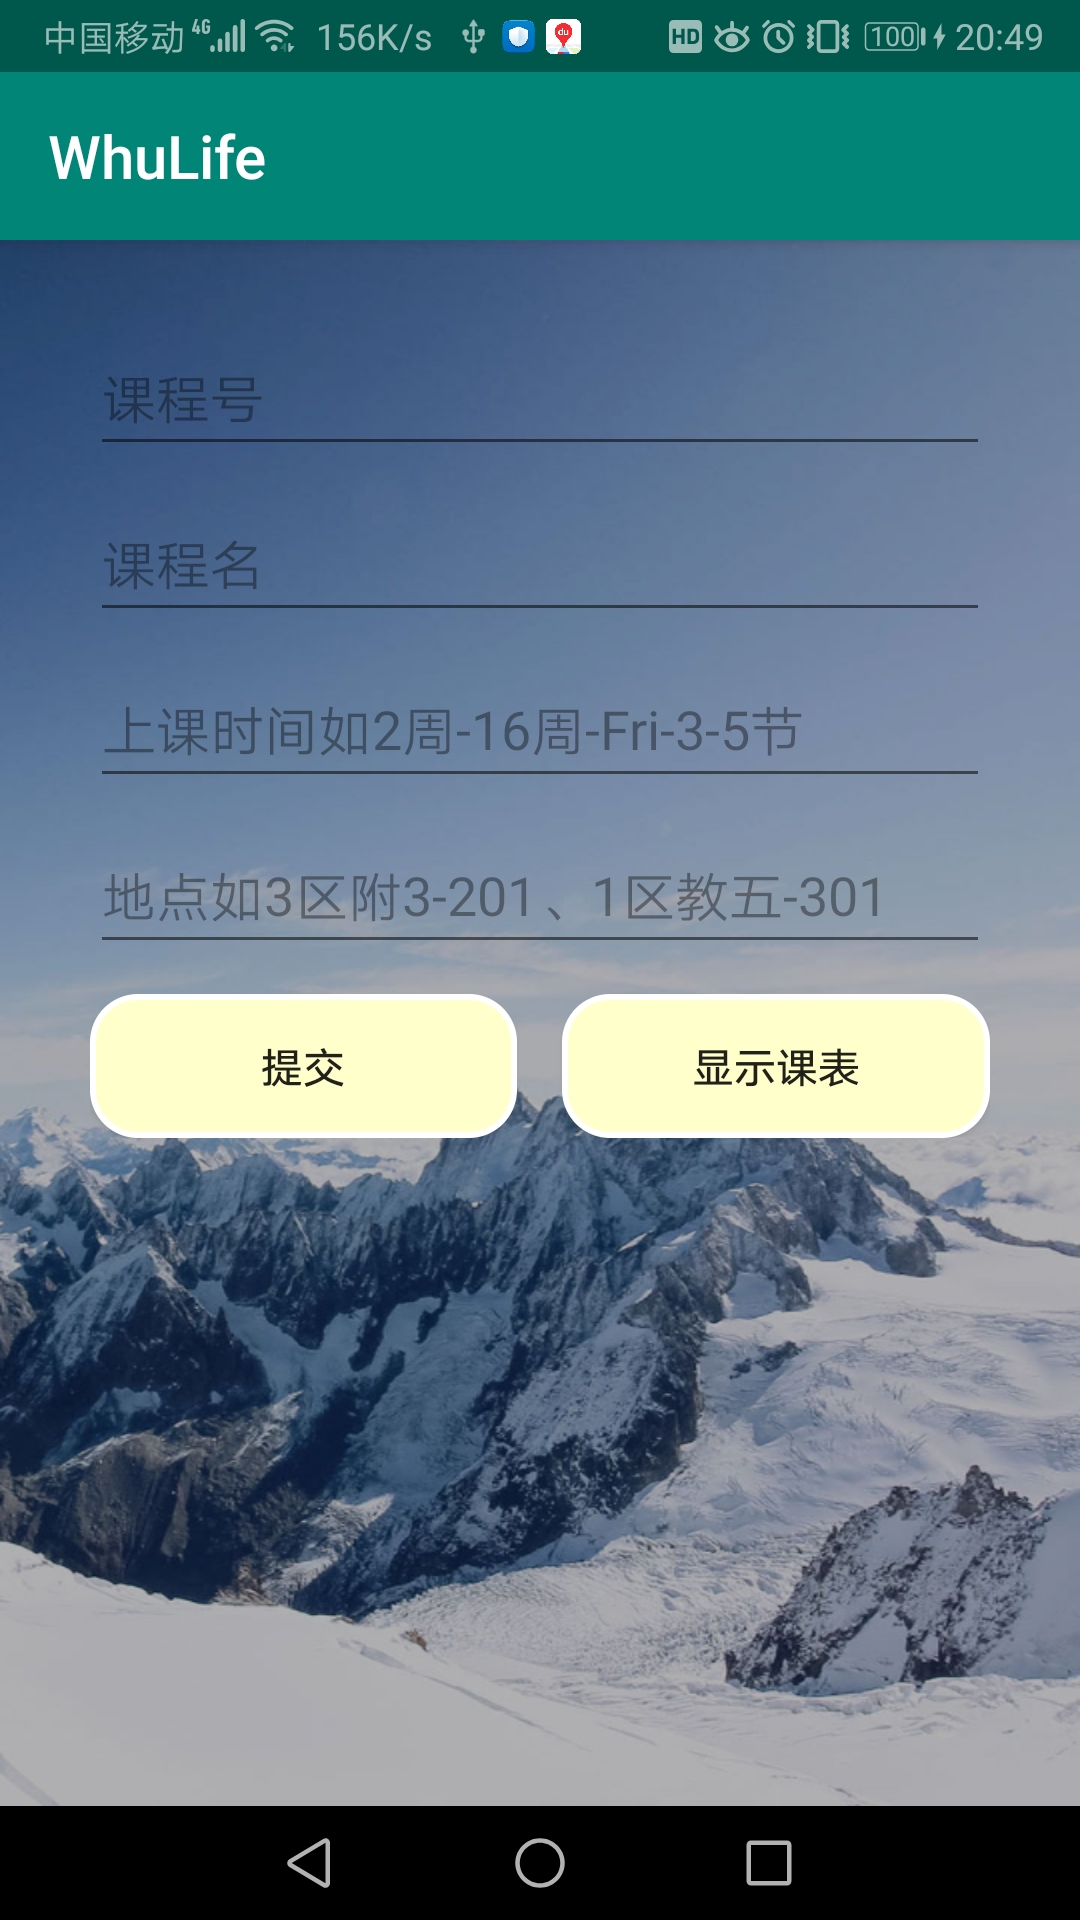 中国移动 4G 156K/s du HD 100 20:49
WhuLife
课程号
课程名
上课时间如2周-16周-Fri-3-5节
地点如3区附3-201、1区教五-301
提交 显示课表